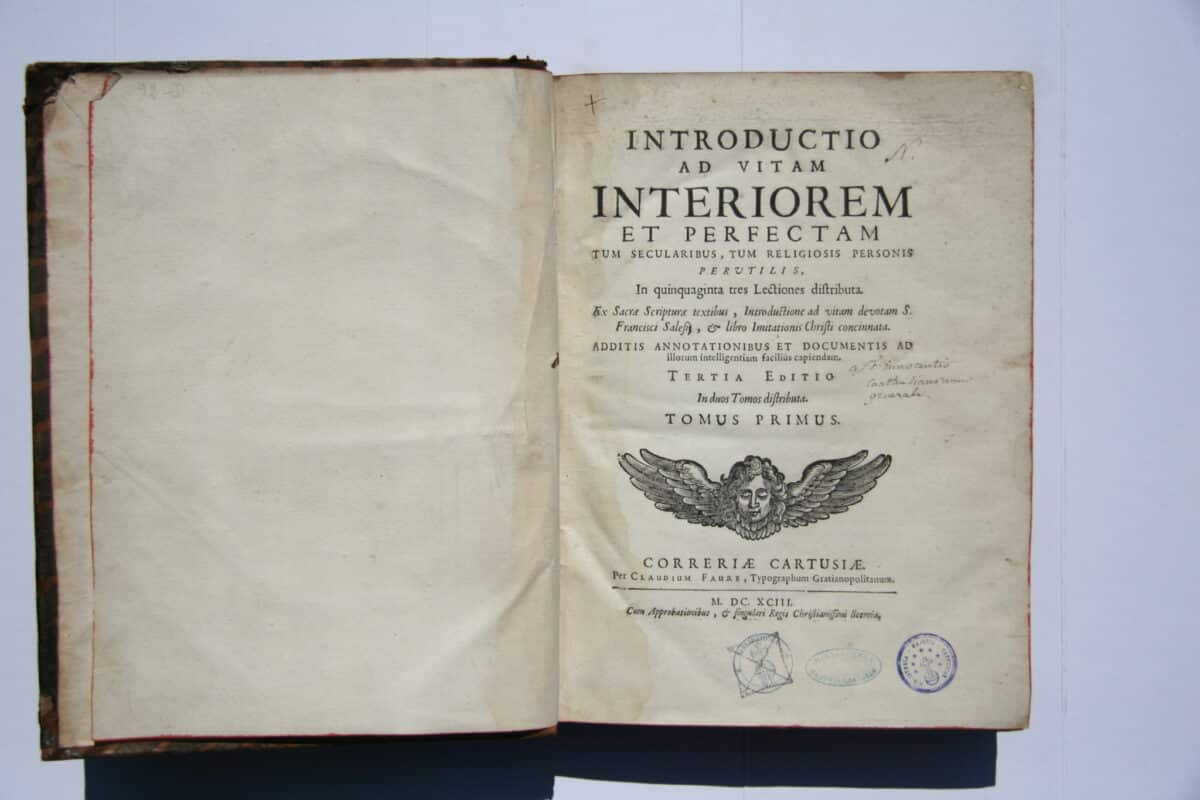 INTRODUCTIO
AD VITAM
INTERIOREM
ET PERFECTAM
TUM SECULARIBUS, TUM RELIGIOSIS PERSONIS
PERUTILIS,
In quinquaginta tres Lectiones diſtributa.
Ex Sacræ Scripturæ textibus, Introductione ad vitam devotam S.
Franciſci Saleſii, & libro Imitationis Chriſti concinnata.
ADDITIS ANNOTATIONIBUS ET DOCUMENTIS AD
illorum intelligentiam faciliùs capiendam.
TERTIA EDITIO
In duos Tomos diſtributa.
TOMUS PRIMUS.
generali.
CORRERIÆ CARTUSIÆ.
Per CLAUDIUM FAURE, Typographum Gratianopolitanum.
M. DC. XCIII.
Cum Approbationibus, & ſingulari Regis Chriſtianiſſimi licentia,